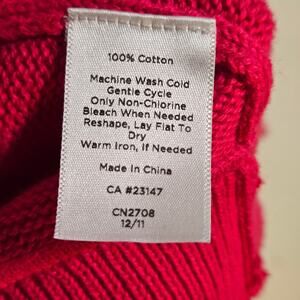 100% Cotton
Machine Wash Cold
Gentle Cycle
Only Non-Chlorine
Bleach When Needed
Reshape, Lay Flat To
Dry
Warm Iron, If Needed
Made in China
CA #23147
CN2708
12/11